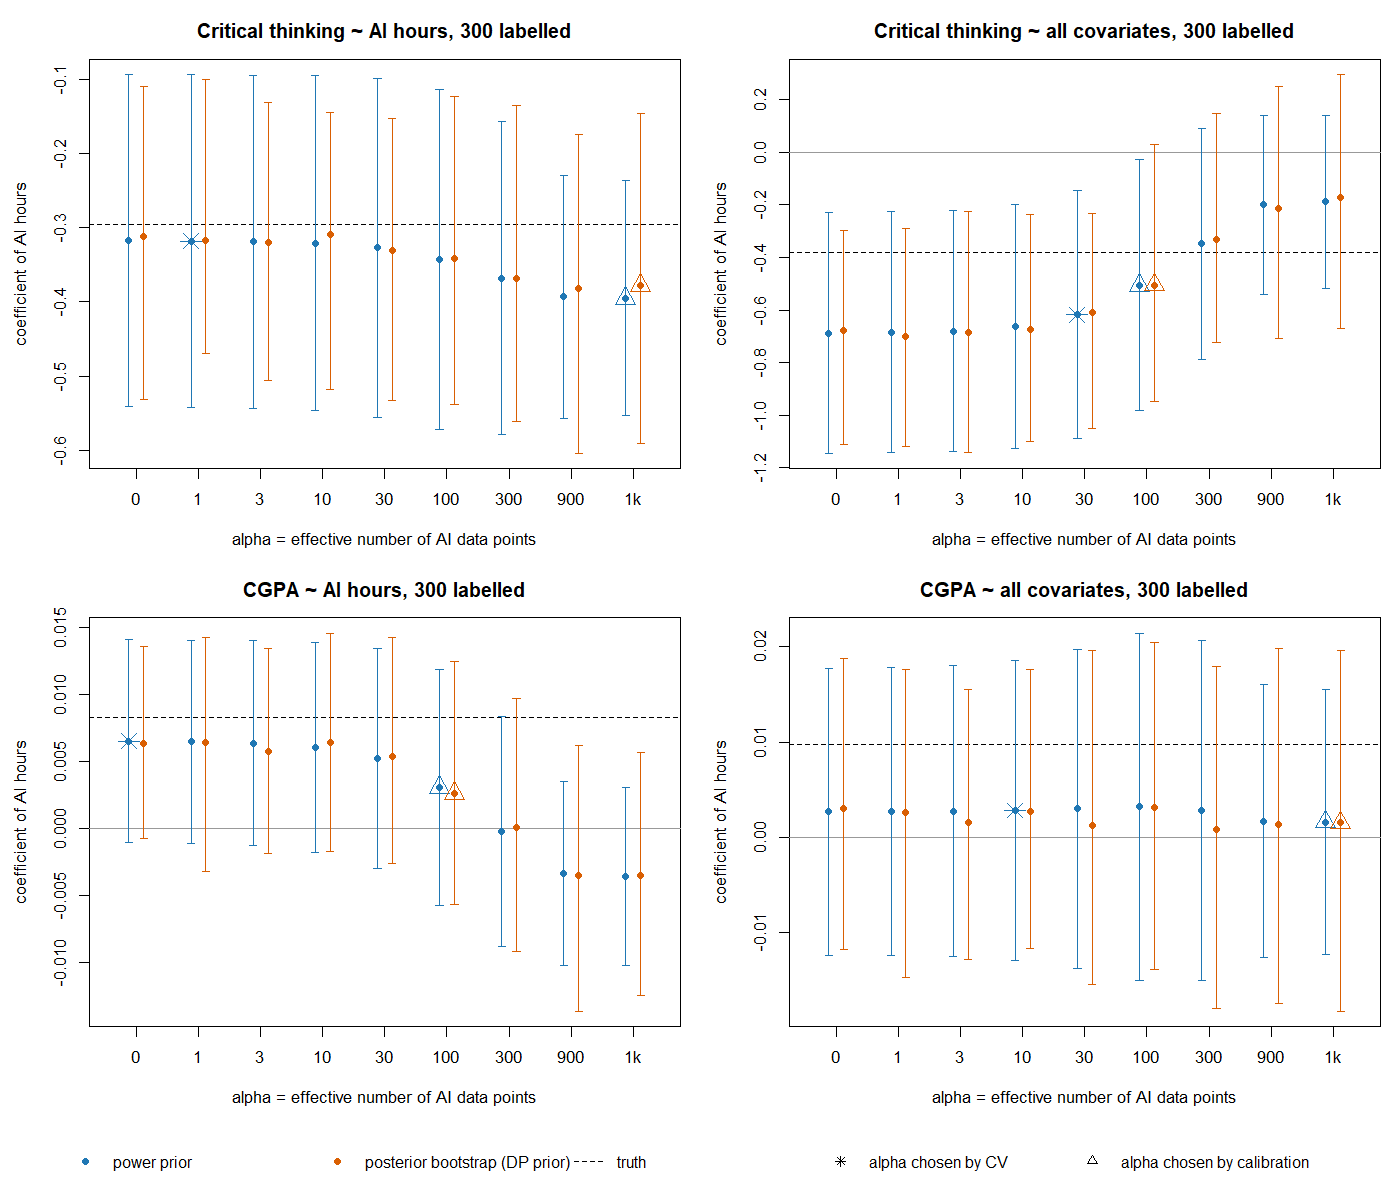 Critical thinking ~ AI hours, 300 labelled
coefficient of AI hours
-0.1
-0.2
-0.3
-0.4
-0.5
-0.6
0 1 3 10 30 100 300 900 1k
alpha = effective number of AI data points
Critical thinking ~ all covariates, 300 labelled
coefficient of AI hours
0.2
0.0
-0.2
-0.4
-0.6
-0.8
-1.0
-1.2
0 1 3 10 30 100 300 900 1k
alpha = effective number of AI data points
CGPA ~ AI hours, 300 labelled
coefficient of AI hours
0.015
0.010
0.005
0.000
-0.005
-0.010
0 1 3 10 30 100 300 900 1k
alpha = effective number of AI data points
CGPA ~ all covariates, 300 labelled
coefficient of AI hours
0.02
0.01
0.00
-0.01
0 1 3 10 30 100 300 900 1k
alpha = effective number of AI data points
power prior posterior bootstrap (DP prior) truth alpha chosen by CV alpha chosen by calibration